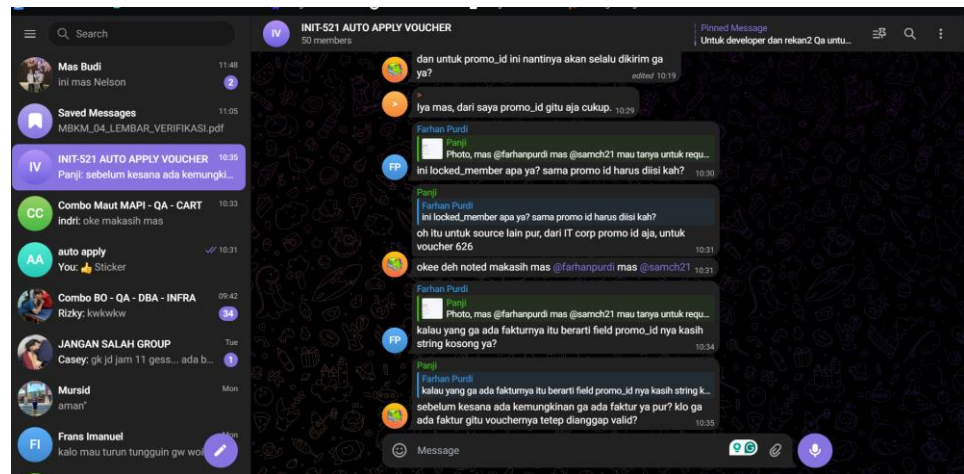 Search
Mas Budi
11:48
ini mas Nelson
2
Saved Messages
11:05
MBKM_04_LEMBAR_VERIFIKASI.pdf
IV
INIT-521 AUTO APPLY VOUCHER
10:35
Panji: sebelum kesana ada kemungki...
CC
Combo Maut MAPI - QA - CART
10:33
indri: oke makasih mas
AA
auto apply
10:31
You: 👍 Sticker
Combo BO - QA - DBA - INFRA
09:42
Rizky: kwkwkw
34
JANGAN SALAH GROUP
Tue
Casey: gk jd jam 11 gess... ada b...
1
Mursid
Mon
aman"
FI
Frans Imanuel
Mon
kalo mau turun tungguin gw woi
IV
INIT-521 AUTO APPLY VOUCHER
50 members
Pinned Message
Untuk developer dan rekan2 Qa untu...
dan untuk promo_id ini nantinya akan selalu dikirim ga
ya?
edited 10:19
>
>
Iya mas, dari saya promo_id gitu aja cukup. 10:29
Farhan Purdi
Panji
Photo, mas @farhanpurdi mas @samch21 mau tanya untuk requ...
FP
ini locked_member apa ya? sama promo id harus diisi kah?
10:30
Panji
Farhan Purdi
ini locked_member apa ya? sama promo id harus diisi kah?
oh itu untuk source lain pur, dari IT corp promo id aja, untuk
voucher 626
10:31
okee deh noted makasih mas @farhanpurdi mas @samch21 10:31
Farhan Purdi
Panji
Photo, mas @farhanpurdi mas @samch21 mau tanya untuk requ...
FP
kalau yang ga ada fakturnya itu berarti field promo_id nya kasih
string kosong ya?
10:34
Panji
Farhan Purdi
kalau yang ga ada fakturnya itu berarti field promo_id nya kasih string k...
sebelum kesana ada kemungkinan ga ada faktur ya pur? klo ga
ada faktur gitu vouchernya tetep dianggap valid?
10:35
Message